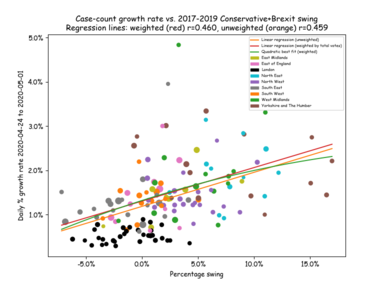 Case-count growth rate vs. 2017-2019 Conservative+Brexit swing
Regression lines: weighted (red) r=0.460, unweighted (orange) r=0.459
Linear regression (unweighted)
Linear regression (weighted by total votes)
Quadratic best fit (weighted)
East Midlands
East of England
London
North East
North West
South East
South West
West Midlands
Yorkshire and The Humber
Daily % growth rate 2020-04-24 to 2020-05-01
5.0%
4.0%
3.0%
2.0%
1.0%
-5.0%
0.0%
5.0%
10.0%
15.0%
Percentage swing